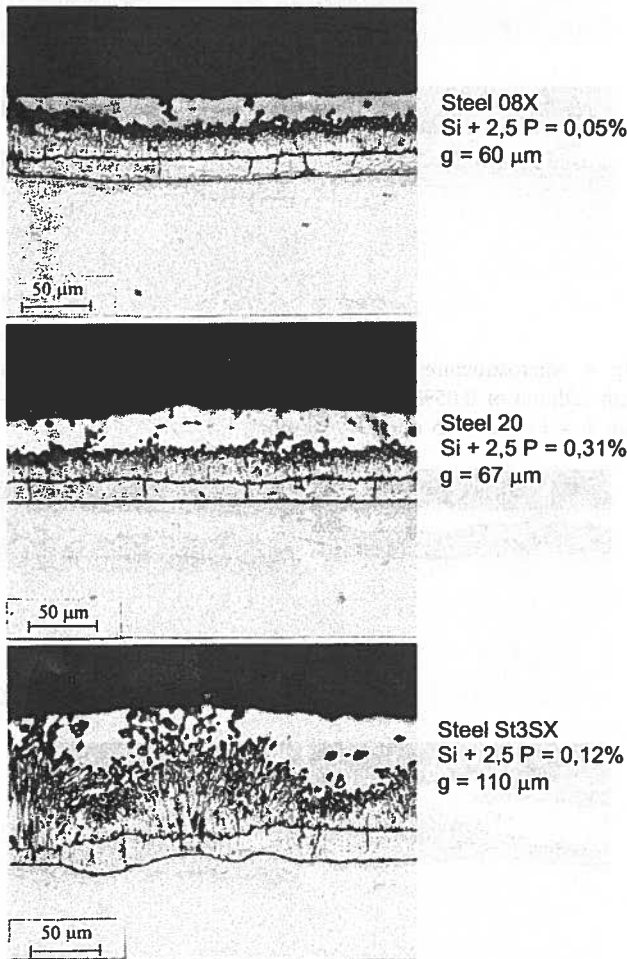 Steel 08X
Si + 2,5 P = 0,05%
g = 60 µm
50 µm
Steel 20
Si + 2,5 P = 0,31%
g = 67 µm
50 µm
Steel St3SX
Si + 2,5 P = 0,12%
g = 110 µm
50 µm